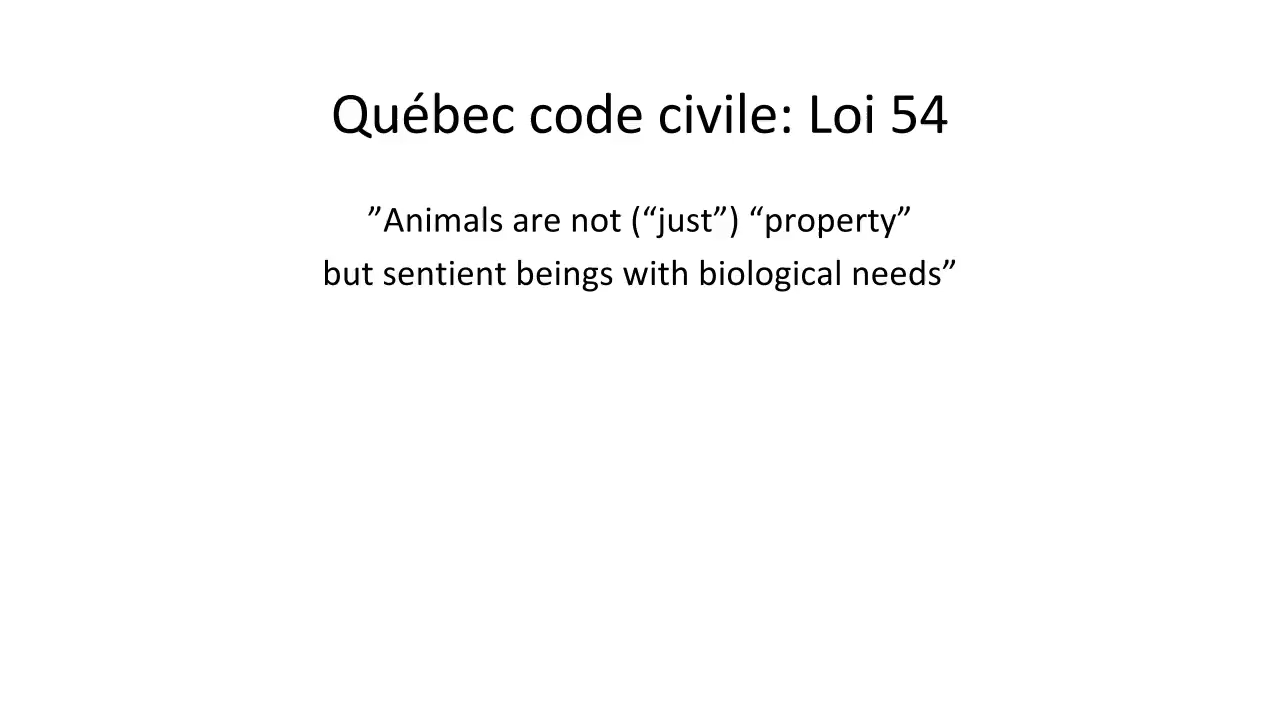 Québec code civile: Loi 54
”Animals are not (“just”) “property”
but sentient beings with biological needs”